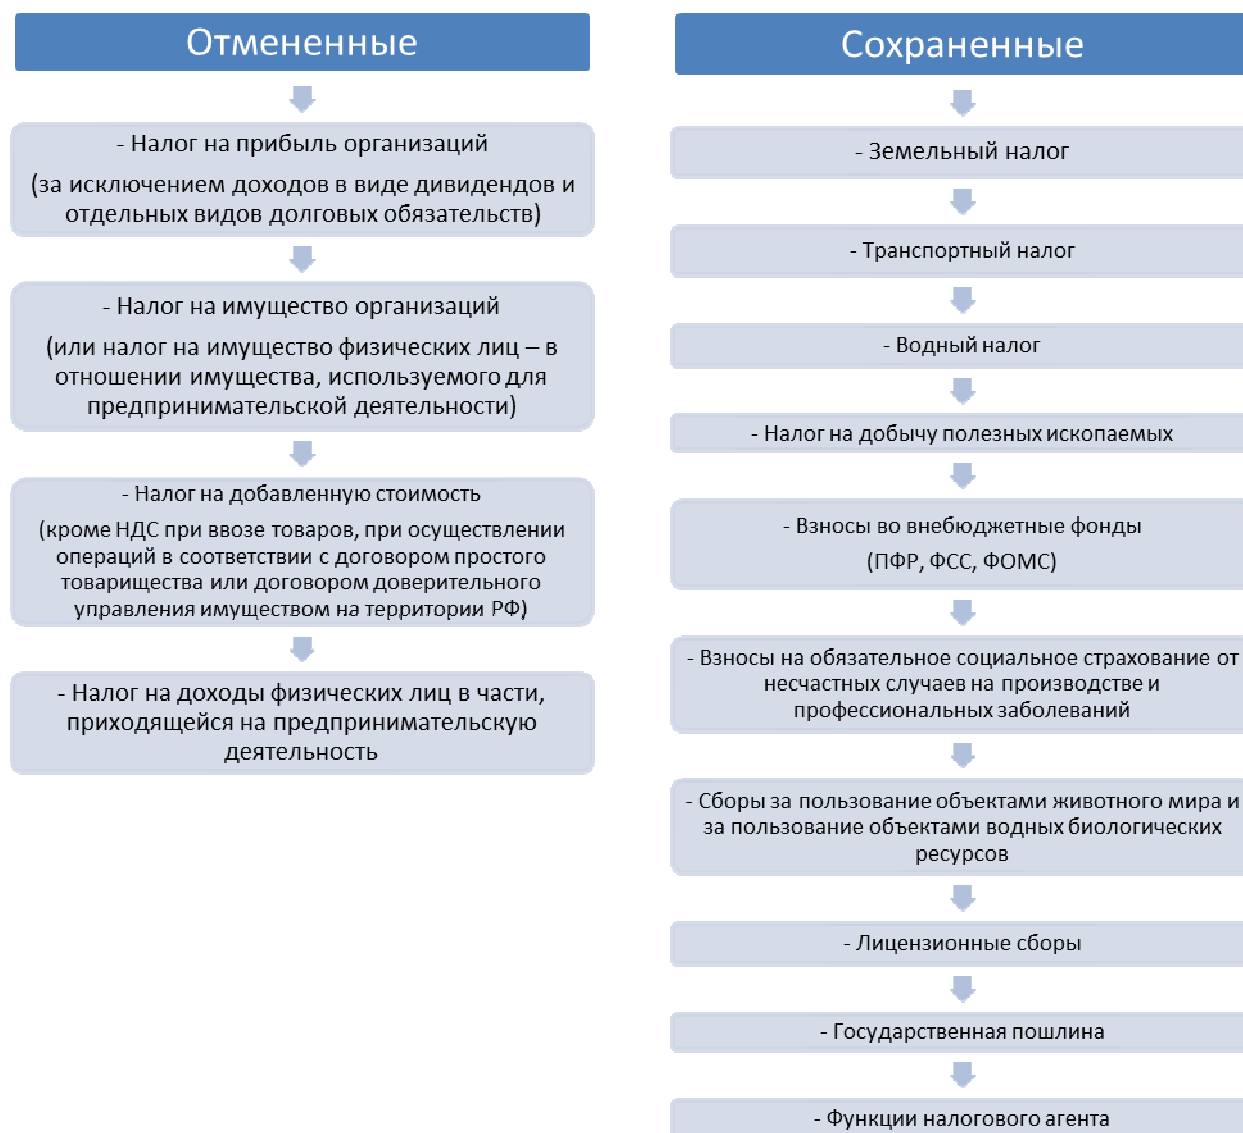 Отмененные
- Налог на прибыль организаций
(за исключением доходов в виде дивидендов и
отдельных видов долговых обязательств)
- Налог на имущество организаций
(или налог на имущество физических лиц – в
отношении имущества, используемого для
предпринимательской деятельности)
- Налог на добавленную стоимость
(кроме НДС при ввозе товаров, при осуществлении
операций в соответствии с договором простого
товарищества или договором доверительного
управления имуществом на территории РФ)
- Налог на доходы физических лиц в части,
приходящейся на предпринимательскую
деятельность
Сохраненные
- Земельный налог
- Транспортный налог
- Водный налог
- Налог на добычу полезных ископаемых
- Взносы во внебюджетные фонды
(ПФР, ФСС, ФОМС)
- Взносы на обязательное социальное страхование от
несчастных случаев на производстве и
профессиональных заболеваний
- Сборы за пользование объектами животного мира и
за пользование объектами водных биологических
ресурсов
- Лицензионные сборы
- Государственная пошлина
- Функции налогового агента